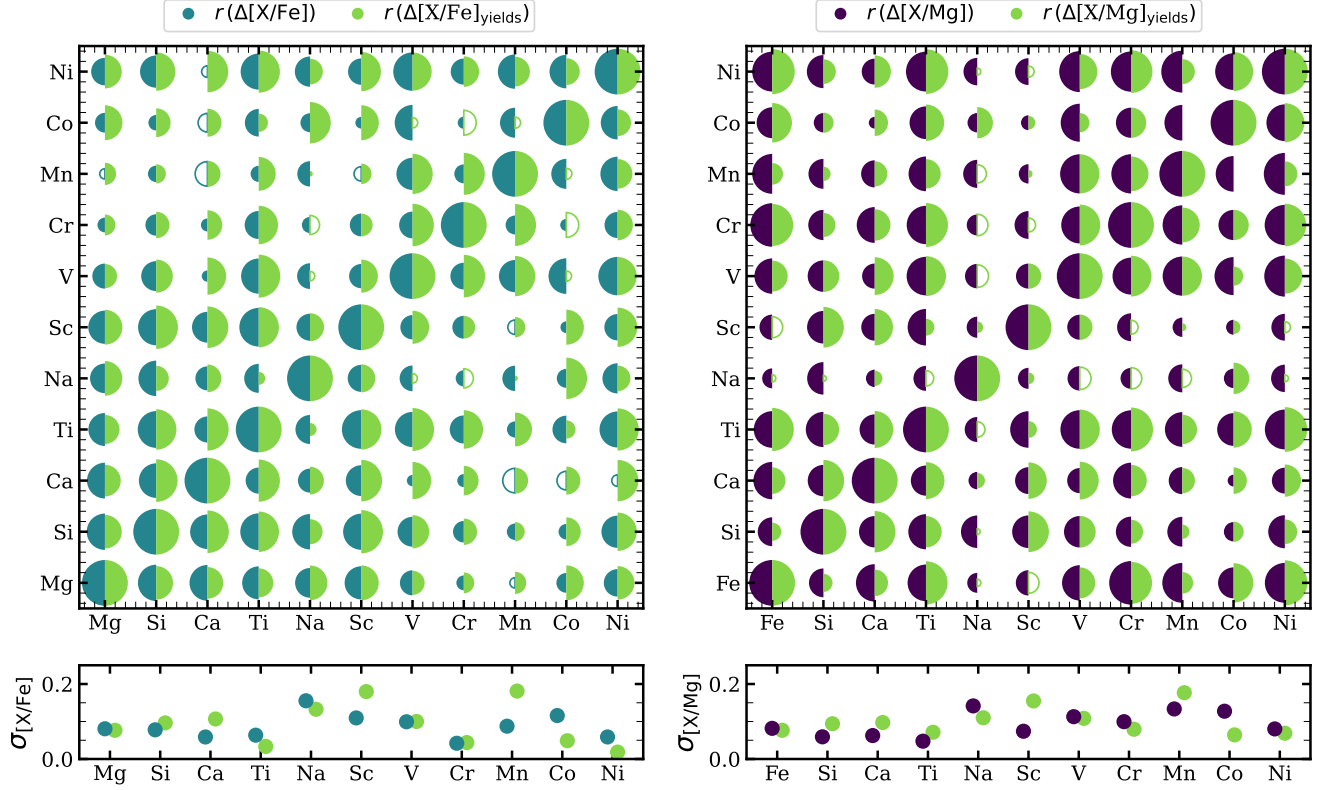 r(Δ[X/Fe]) r(Δ[X/Fe]yields)
r(Δ[X/Mg]) r(Δ[X/Mg]yields)
Ni
Co
Mn
Cr
V
Sc
Na
Ti
Ca
Si
Mg
Mg Si Ca Ti Na Sc V Cr Mn Co Ni
Ni
Co
Mn
Cr
V
Sc
Na
Ti
Ca
Si
Fe
Fe Si Ca Ti Na Sc V Cr Mn Co Ni
σ[X/Fe]
0.2
0.0
Mg Si Ca Ti Na Sc V Cr Mn Co Ni
σ[X/Mg]
0.2
0.0
Fe Si Ca Ti Na Sc V Cr Mn Co Ni